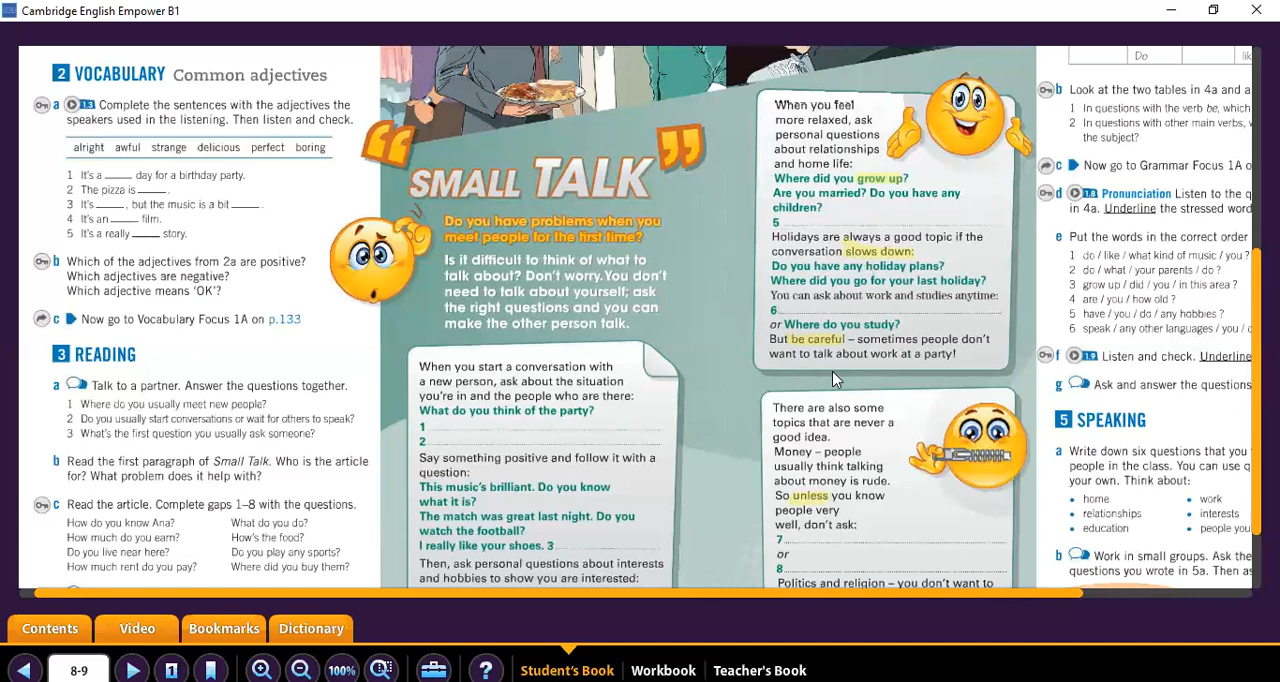 Cambridge English Empower B1
2 VOCABULARY Common adjectives
a 1.3 Complete the sentences with the adjectives the
speakers used in the listening. Then listen and check.
alright awful strange delicious perfect boring
1 It's a _____ day for a birthday party.
2 The pizza is _____.
3 It's _____, but the music is a bit _____.
4 It's an _____ film.
5 It's a really _____ story.
b Which of the adjectives from 2a are positive?
Which adjectives are negative?
Which adjective means 'OK'?
c Now go to Vocabulary Focus 1A on p.133
3 READING
a Talk to a partner. Answer the questions together.
1 Where do you usually meet new people?
2 Do you usually start conversations or wait for others to speak?
3 What's the first question you usually ask someone?
b Read the first paragraph of Small Talk. Who is the article
for? What problem does it help with?
c Read the article. Complete gaps 1–8 with the questions.
How do you know Ana? What do you do?
How much do you earn? How's the food?
Do you live near here? Do you play any sports?
How much rent do you pay? Where did you buy them?
“ SMALL TALK ”
Do you have problems when you
meet people for the first time?
Is it difficult to think of what to
talk about? Don't worry. You don't
need to talk about yourself; ask
the right questions and you can
make the other person talk.
When you start a conversation with
a new person, ask about the situation
you're in and the people who are there:
What do you think of the party?
1
2
Say something positive and follow it with a
question:
This music's brilliant. Do you know
what it is?
The match was great last night. Do you
watch the football?
I really like your shoes. 3
Then, ask personal questions about interests
and hobbies to show you are interested:
When you feel
more relaxed, ask
personal questions
about relationships
and home life:
Where did you grow up?
Are you married? Do you have any
children?
5
Holidays are always a good topic if the
conversation slows down:
Do you have any holiday plans?
Where did you go for your last holiday?
You can ask about work and studies anytime:
6
or Where do you study?
But be careful – sometimes people don't
want to talk about work at a party!
There are also some
topics that are never a
good idea.
Money – people
usually think talking
about money is rude.
So unless you know
people very
well, don't ask:
7
or
8
Politics and religion – you don't want to
Do lik
b Look at the two tables in 4a and a
1 In questions with the verb be, which
2 In questions with other main verbs, w
the subject?
c Now go to Grammar Focus 1A o
d 1.8 Pronunciation Listen to the q
in 4a. Underline the stressed word
e Put the words in the correct order
1 do / like / what kind of music / you ?
2 do / what / your parents / do ?
3 grow up / did / you / in this area ?
4 are / you / how old ?
5 have / you / do / any hobbies ?
6 speak / any other languages / you / d
f 1.9 Listen and check. Underline
g Ask and answer the questions
5 SPEAKING
a Write down six questions that you
people in the class. You can use q
your own. Think about:
• home • work
• relationships • interests
• education • people you
b Work in small groups. Ask the
questions you wrote in 5a. Then as
Contents Video Bookmarks Dictionary
8-9 1 100% ? Student's Book Workbook Teacher's Book